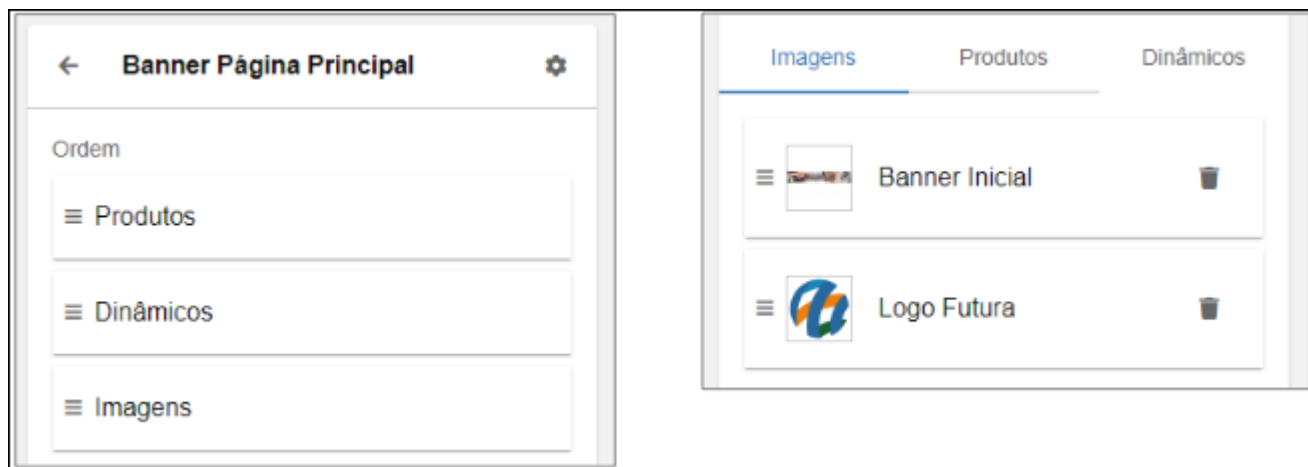 Banner Página Principal
Ordem
Produtos
Dinâmicos
Imagens
Imagens Produtos Dinâmicos
Banner Inicial
Logo Futura